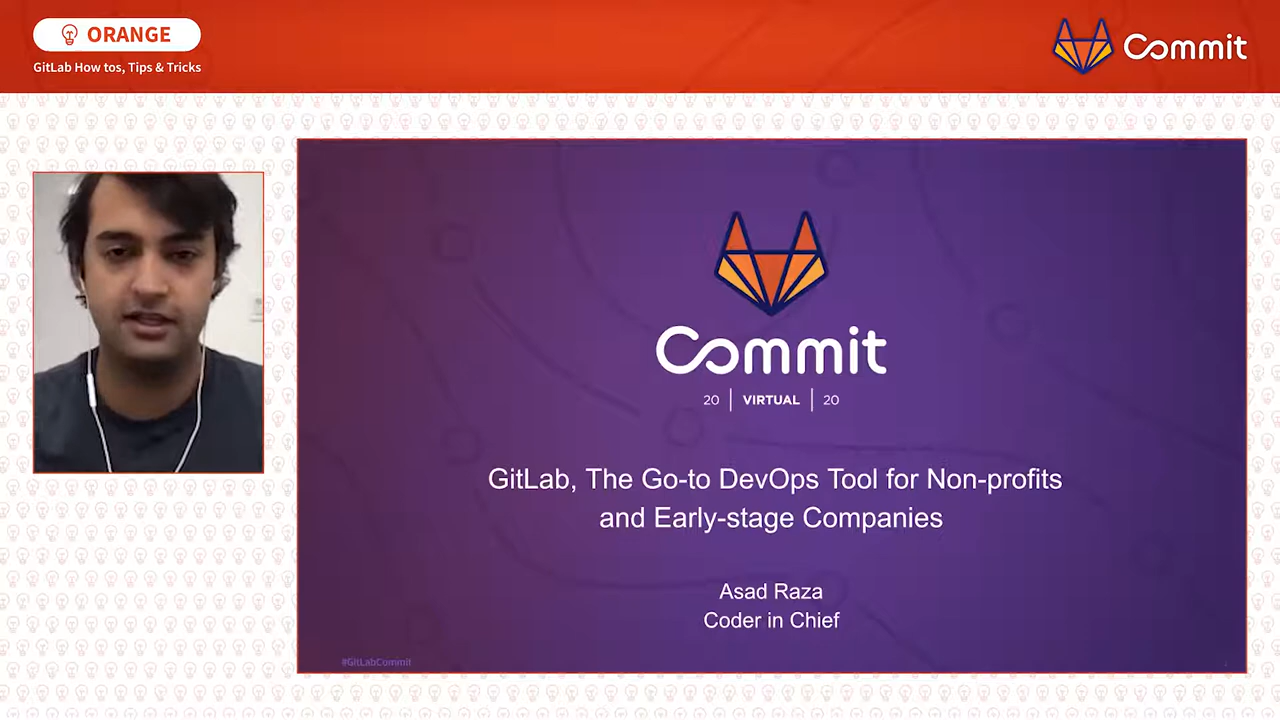 ORANGE
GitLab How tos, Tips & Tricks
Commit
Commit
20 | VIRTUAL | 20
GitLab, The Go-to DevOps Tool for Non-profits
and Early-stage Companies
Asad Raza
Coder in Chief
#GitLabCommit
1